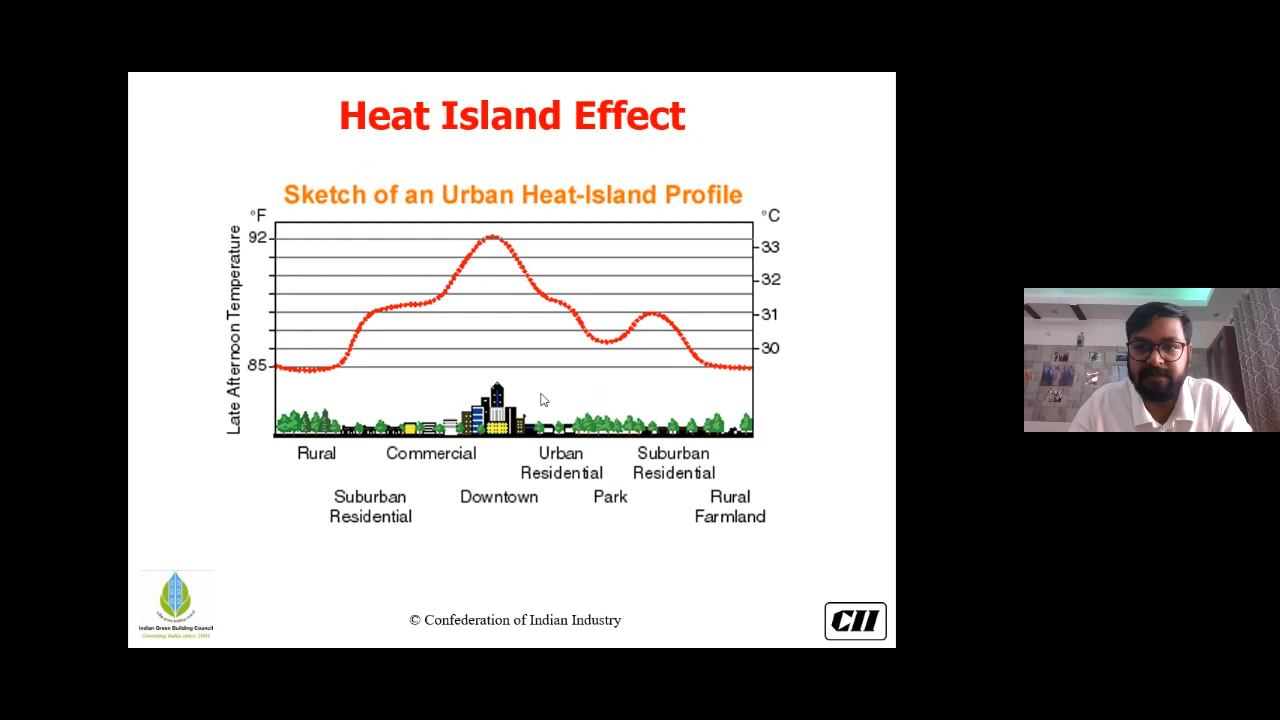 Heat Island Effect
Sketch of an Urban Heat-Island Profile
°F
°C
92
85
33
32
31
30
Late Afternoon Temperature
Rural
Commercial
Urban
Residential
Suburban
Residential
Suburban
Residential
Downtown
Park
Rural
Farmland
Indian Green Building Council
Greening India since 2001
© Confederation of Indian Industry
CII